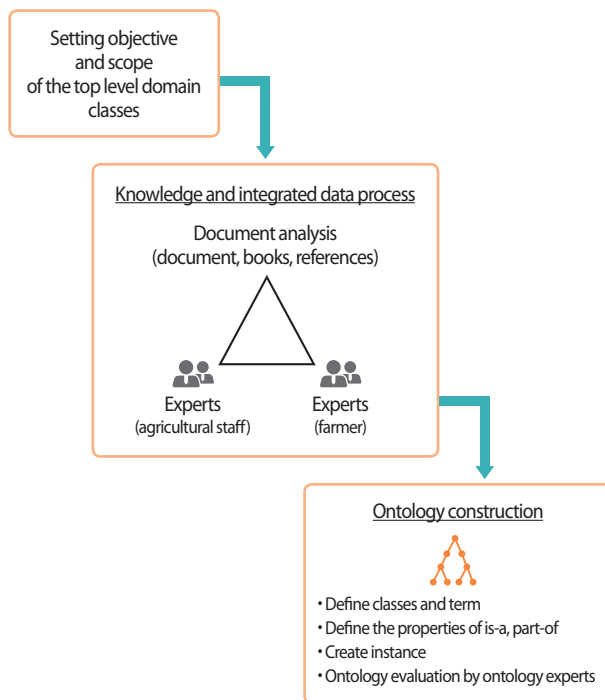 Setting objective
and scope
of the top level domain
classes
Knowledge and integrated data process
Document analysis
(document, books, references)
Experts
(agricultural staff)
Experts
(farmer)
Ontology construction
• Define classes and term
• Define the properties of is-a, part-of
• Create instance
• Ontology evaluation by ontology experts